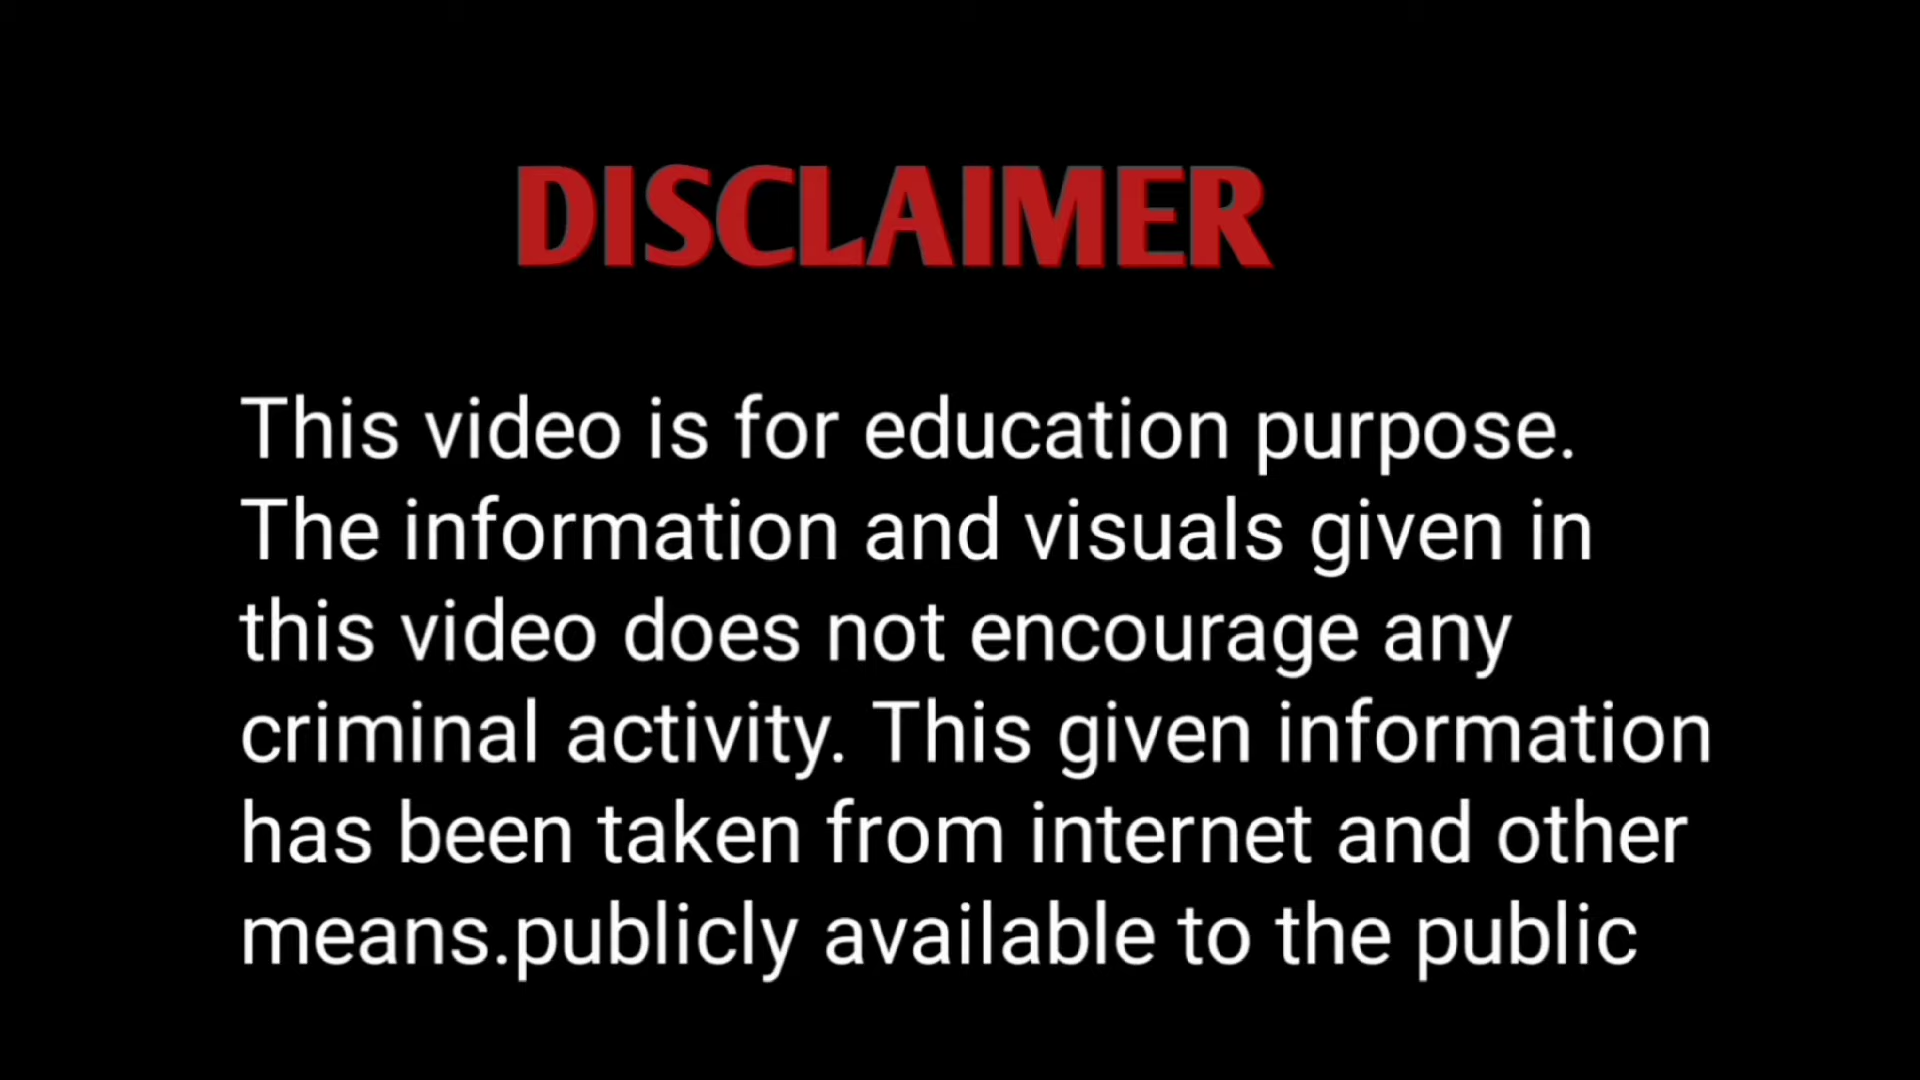 DISCLAIMER
This video is for education purpose.
The information and visuals given in
this video does not encourage any
criminal activity. This given information
has been taken from internet and other
means.publicly available to the public